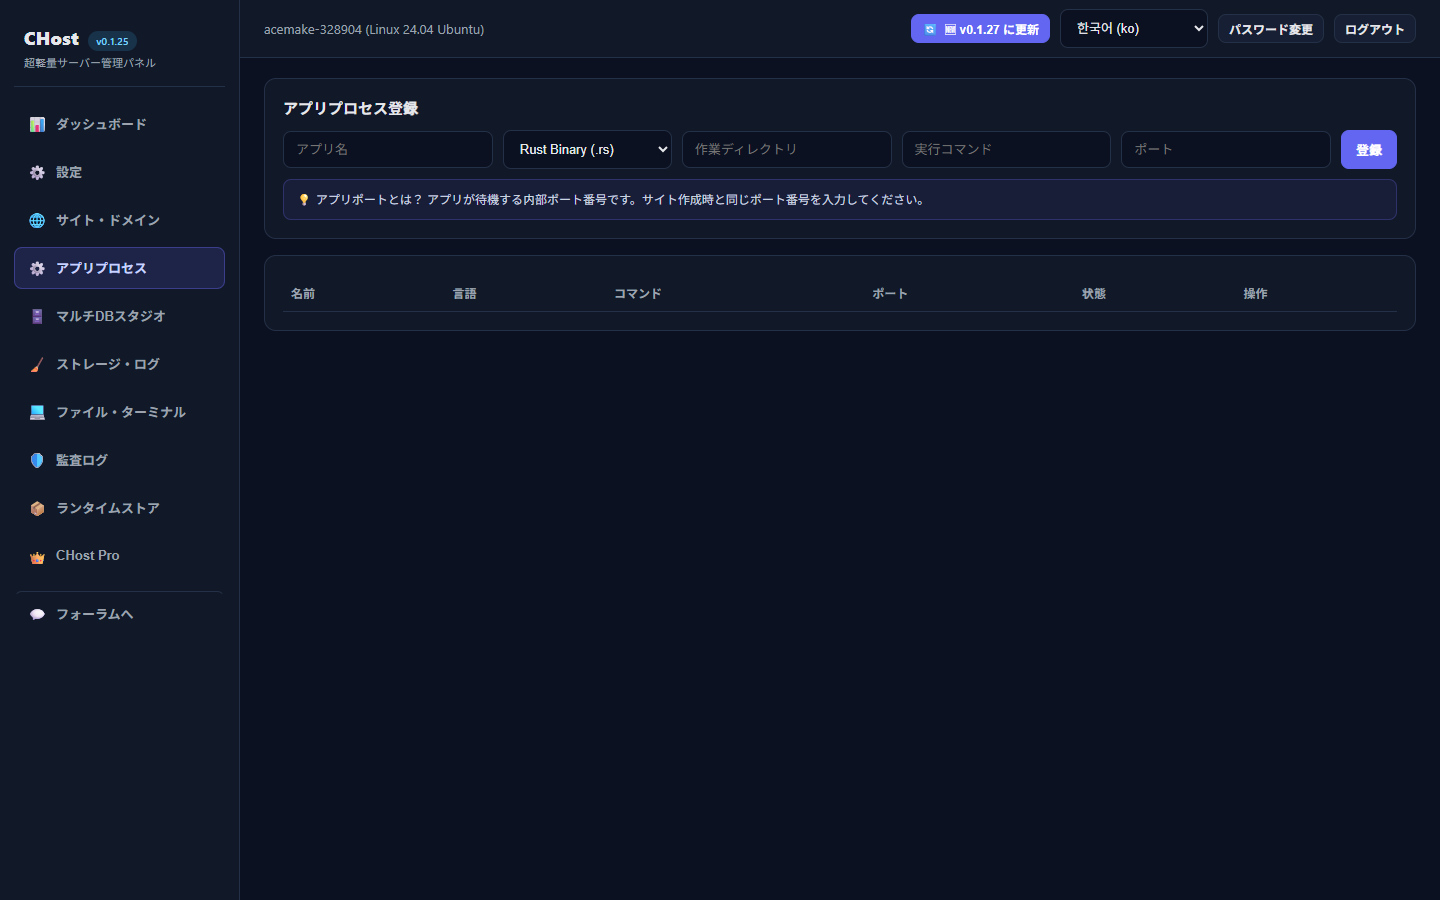 CHost v0.1.25
超軽量サーバー管理パネル
ダッシュボード
設定
サイト・ドメイン
アプリプロセス
マルチDBスタジオ
ストレージ・ログ
ファイル・ターミナル
監査ログ
ランタイムストア
CHost Pro
フォーラムへ
acemake-328904 (Linux 24.04 Ubuntu)
🆕 v0.1.27 に更新
한국어 (ko)
パスワード変更
ログアウト
アプリプロセス登録
アプリ名
Rust Binary (.rs)
作業ディレクトリ
実行コマンド
ポート
登録
💡 アプリポートとは？ アプリが待機する内部ポート番号です。サイト作成時と同じポート番号を入力してください。
名前 言語 コマンド ポート 状態 操作